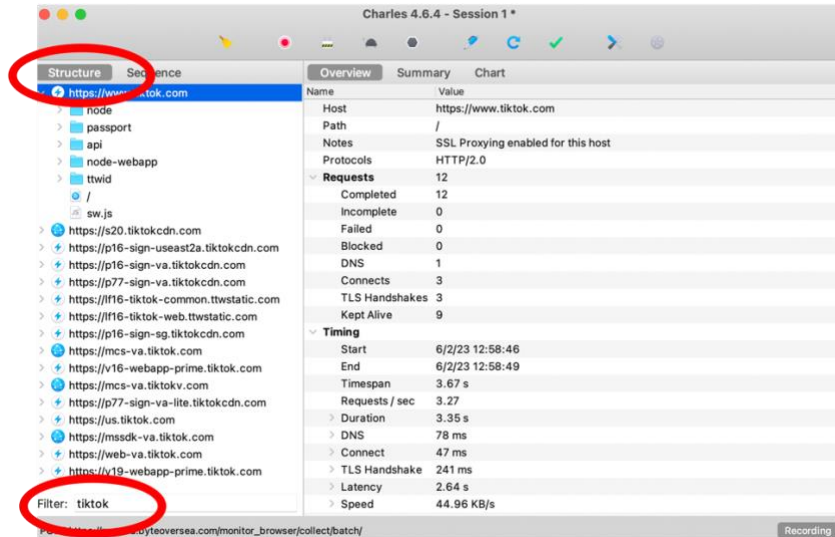 Charles 4.6.4 - Session 1 *
Structure Sequence
https://www.tiktok.com
node
passport
api
node-webapp
ttwid
/
sw.js
https://s20.tiktokcdn.com
https://p16-sign-useast2a.tiktokcdn.com
https://p16-sign-va.tiktokcdn.com
https://p77-sign-va.tiktokcdn.com
https://lf16-tiktok-common.ttwstatic.com
https://lf16-tiktok-web.ttwstatic.com
https://p16-sign-sg.tiktokcdn.com
https://mcs-va.tiktok.com
https://v16-webapp-prime.tiktok.com
https://mcs-va.tiktokv.com
https://p77-sign-va-lite.tiktokcdn.com
https://us.tiktok.com
https://mssdk-va.tiktok.com
https://web-va.tiktok.com
https://v19-webapp-prime.tiktok.com
Filter: tiktok
Overview Summary Chart
Name Value
Host https://www.tiktok.com
Path /
Notes SSL Proxying enabled for this host
Protocols HTTP/2.0
Requests 12
Completed 12
Incomplete 0
Failed 0
Blocked 0
DNS 1
Connects 3
TLS Handshakes 3
Kept Alive 9
Timing
Start 6/2/23 12:58:46
End 6/2/23 12:58:49
Timespan 3.67 s
Requests / sec 3.27
Duration 3.35 s
DNS 78 ms
Connect 47 ms
TLS Handshake 241 ms
Latency 2.64 s
Speed 44.96 KB/s
byteoversea.com/monitor_browser/collect/batch/
Recording